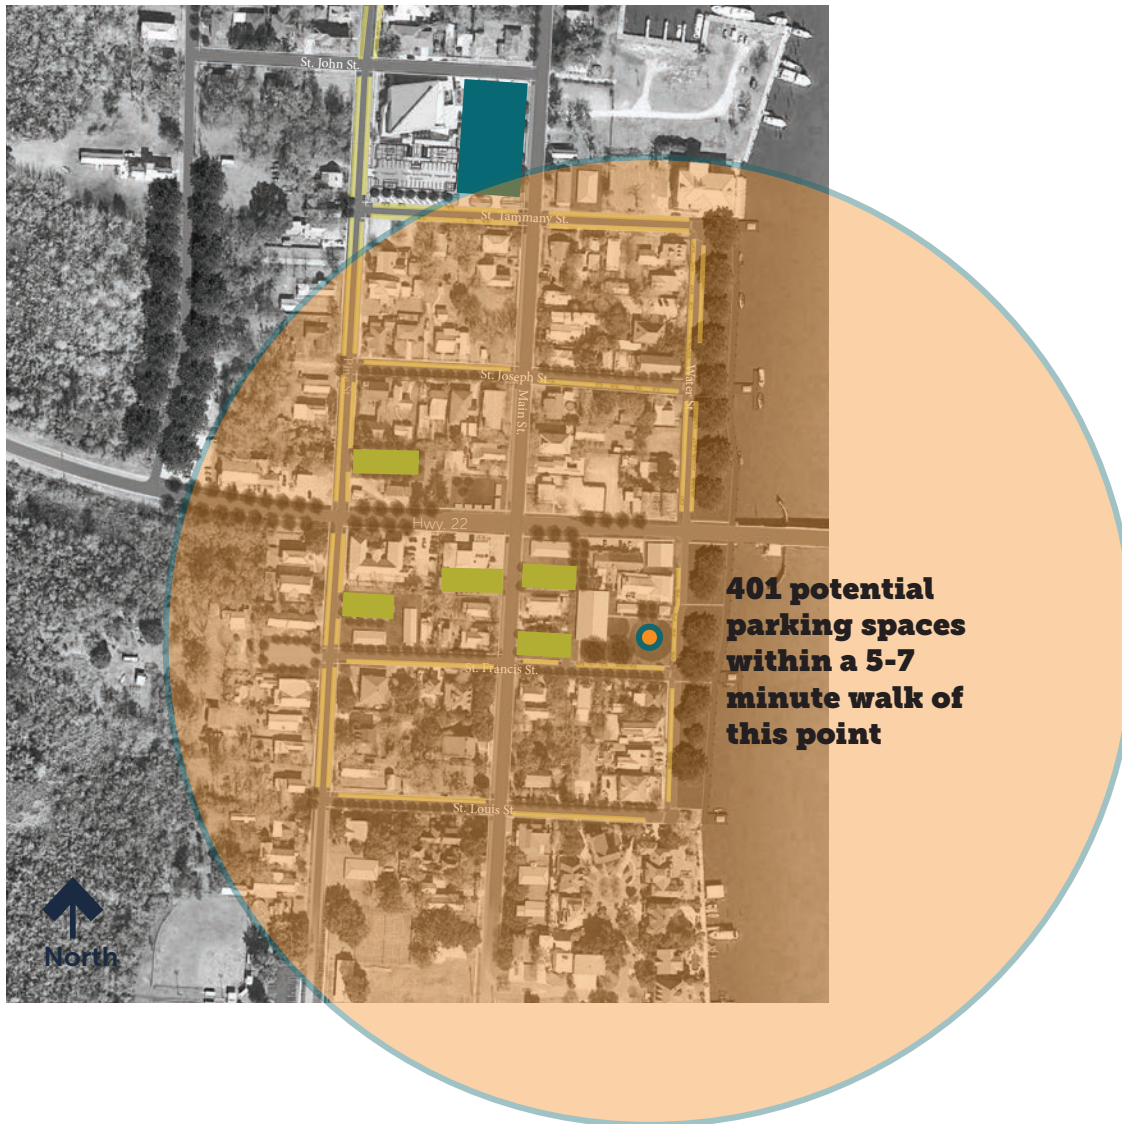 St. John St.
St. Tammany St.
St. Joseph St.
Water St.
Main St.
Hwy. 22
401 potential
parking spaces
within a 5-7
minute walk of
this point
St. Francis St.
St. Louis St.
North